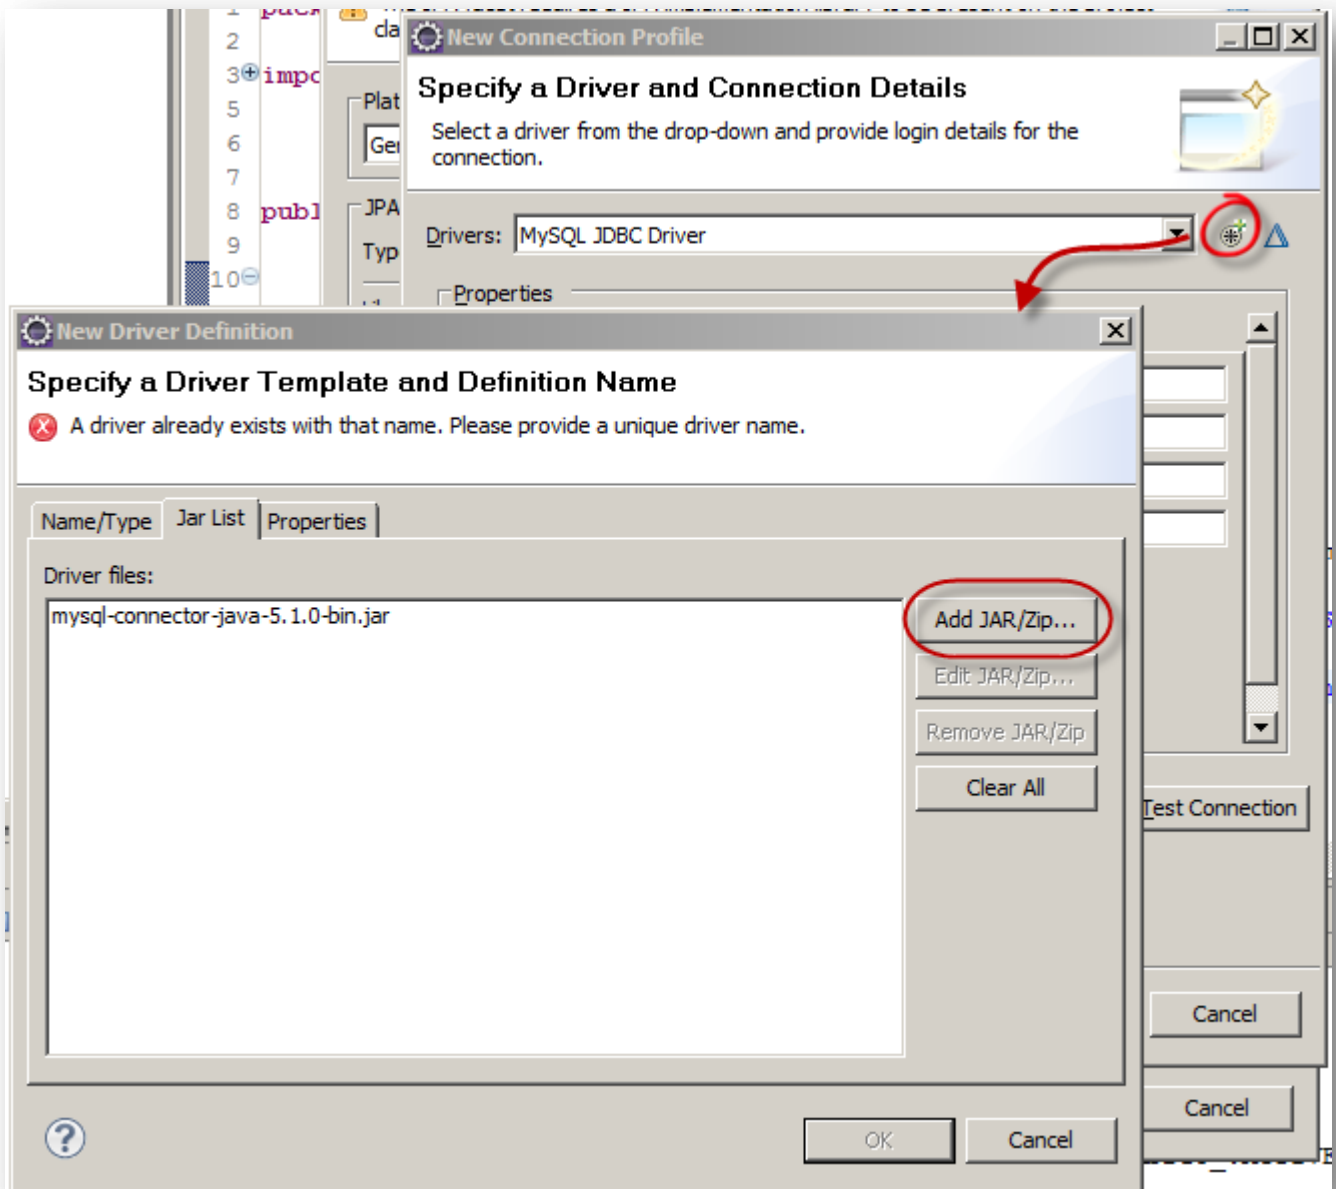 1 pack
2
3 impo
5
6
7
8 publ
9
10
cla
Plat
Ger
JPA
Typ
New Connection Profile
Specify a Driver and Connection Details
Select a driver from the drop-down and provide login details for the
connection.
Drivers: MySQL JDBC Driver
Properties
New Driver Definition
Specify a Driver Template and Definition Name
A driver already exists with that name. Please provide a unique driver name.
Name/Type Jar List Properties
Driver files:
mysql-connector-java-5.1.0-bin.jar
Add JAR/Zip...
Edit JAR/Zip...
Remove JAR/Zip
Clear All
Test Connection
Cancel
Cancel
OK Cancel